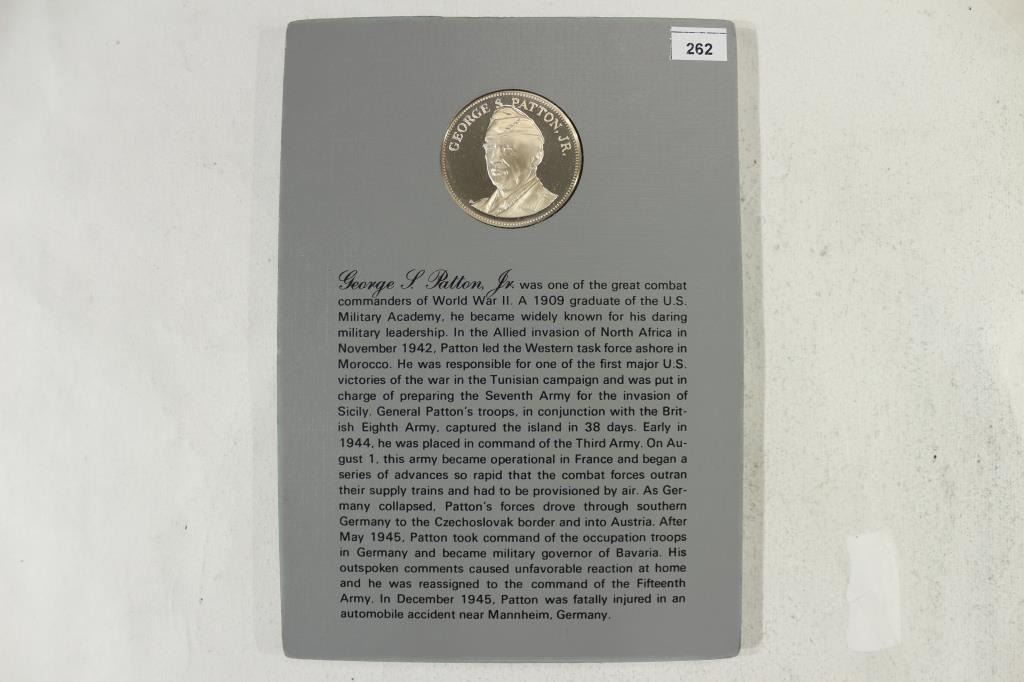 262
GEORGE S. PATTON, JR.
George S. Patton, Jr. was one of the great combat
commanders of World War II. A 1909 graduate of the U.S.
Military Academy, he became widely known for his daring
military leadership. In the Allied invasion of North Africa in
November 1942, Patton led the Western task force ashore in
Morocco. He was responsible for one of the first major U.S.
victories of the war in the Tunisian campaign and was put in
charge of preparing the Seventh Army for the invasion of
Sicily. General Patton's troops, in conjunction with the Brit-
ish Eighth Army, captured the island in 38 days. Early in
1944, he was placed in command of the Third Army. On Au-
gust 1, this army became operational in France and began a
series of advances so rapid that the combat forces outran
their supply trains and had to be provisioned by air. As Ger-
many collapsed, Patton's forces drove through southern
Germany to the Czechoslovak border and into Austria. After
May 1945, Patton took command of the occupation troops
in Germany and became military governor of Bavaria. His
outspoken comments caused unfavorable reaction at home
and he was reassigned to the command of the Fifteenth
Army. In December 1945, Patton was fatally injured in an
automobile accident near Mannheim, Germany.